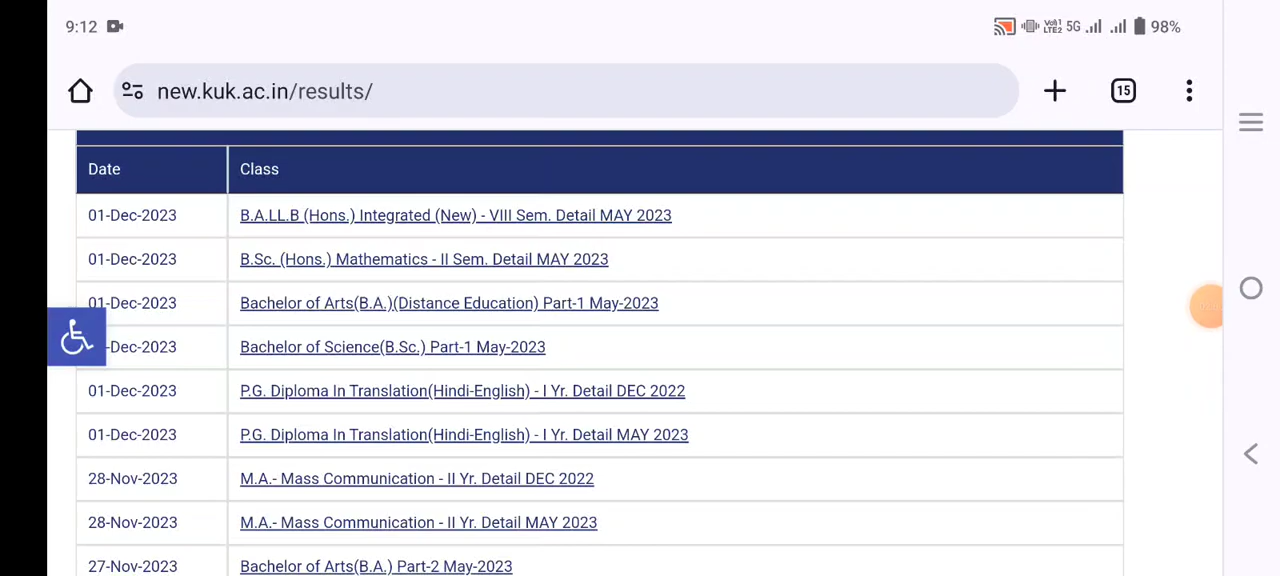 9:12 VoI1 LTE2 5G 98%
new.kuk.ac.in/results/ 15
Date Class
01-Dec-2023 B.A.LL.B (Hons.) Integrated (New) - VIII Sem. Detail MAY 2023
01-Dec-2023 B.Sc. (Hons.) Mathematics - II Sem. Detail MAY 2023
01-Dec-2023 Bachelor of Arts(B.A.)(Distance Education) Part-1 May-2023
-Dec-2023 Bachelor of Science(B.Sc.) Part-1 May-2023
01-Dec-2023 P.G. Diploma In Translation(Hindi-English) - I Yr. Detail DEC 2022
01-Dec-2023 P.G. Diploma In Translation(Hindi-English) - I Yr. Detail MAY 2023
28-Nov-2023 M.A.- Mass Communication - II Yr. Detail DEC 2022
28-Nov-2023 M.A.- Mass Communication - II Yr. Detail MAY 2023
27-Nov-2023 Bachelor of Arts(B.A.) Part-2 May-2023